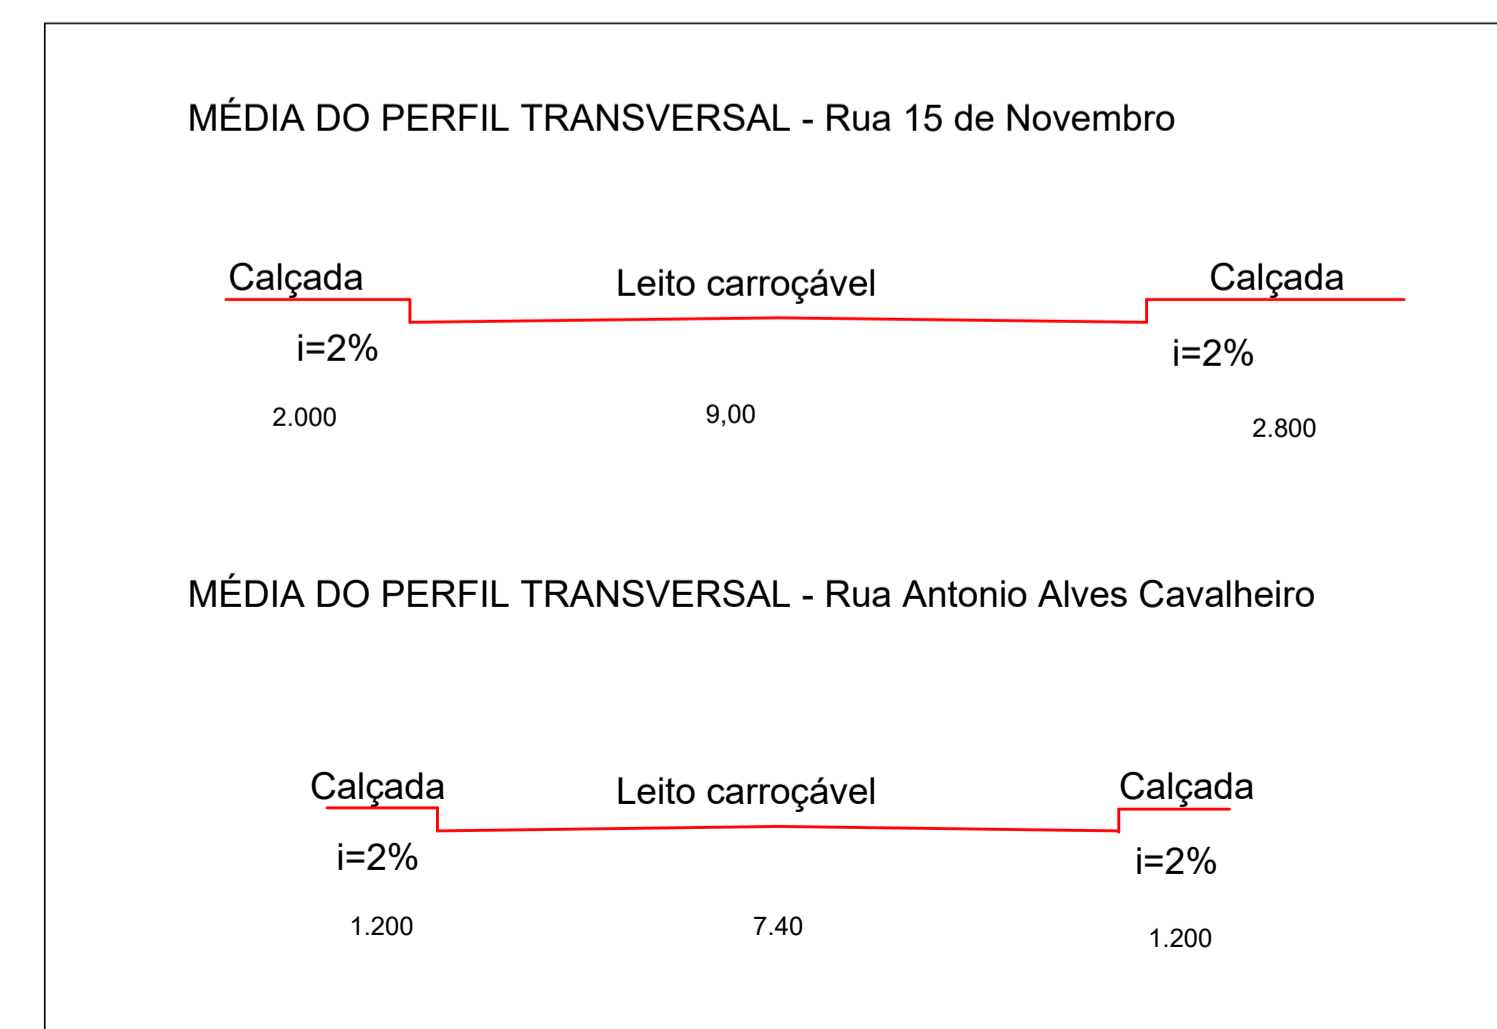 MÉDIA DO PERFIL TRANSVERSAL - Rua 15 de Novembro
Calçada Leito carroçável Calçada
i=2% i=2%
2.000 9,00 2.800
MÉDIA DO PERFIL TRANSVERSAL - Rua Antonio Alves Cavalheiro
Calçada Leito carroçável Calçada
i=2% i=2%
1.200 7.40 1.200